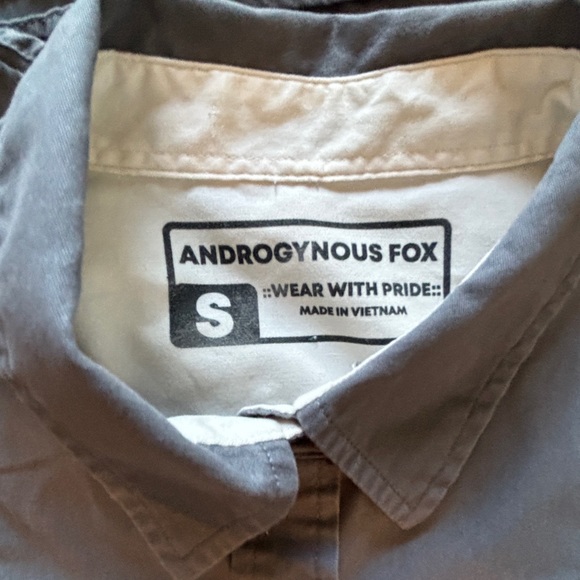 ANDROGYNOUS FOX
S ::WEAR WITH PRIDE::
MADE IN VIETNAM